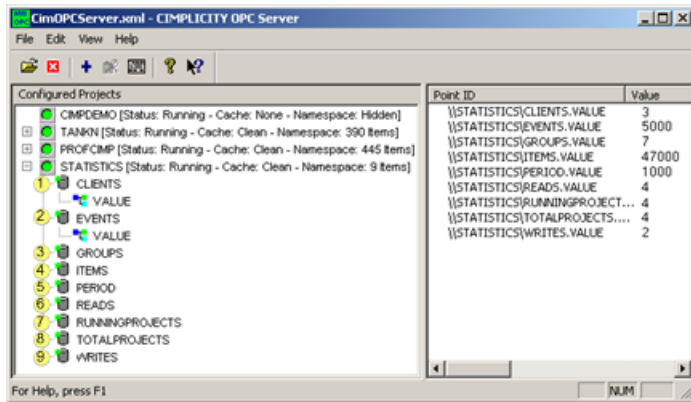 CimOPCServer.xml - CIMPLICITY OPC Server
File Edit View Help
Configured Projects
CIMPDEMO [Status: Running - Cache: None - Namespace: Hidden]
TANKN [Status: Running - Cache: Clean - Namespace: 390 Items]
PROFCIMP [Status: Running - Cache: Clean - Namespace: 445 Items]
STATISTICS [Status: Running - Cache: Clean - Namespace: 9 Items]
1 CLIENTS
VALUE
2 EVENTS
VALUE
3 GROUPS
4 ITEMS
5 PERIOD
6 READS
7 RUNNINGPROJECTS
8 TOTALPROJECTS
9 WRITES
Point ID Value
\\STATISTICS\CLIENTS.VALUE 3
\\STATISTICS\EVENTS.VALUE 5000
\\STATISTICS\GROUPS.VALUE 7
\\STATISTICS\ITEMS.VALUE 47000
\\STATISTICS\PERIOD.VALUE 1000
\\STATISTICS\READS.VALUE 4
\\STATISTICS\RUNNINGPROJECT... 4
\\STATISTICS\TOTALPROJECTS.... 4
\\STATISTICS\WRITES.VALUE 2
For Help, press F1
NUM